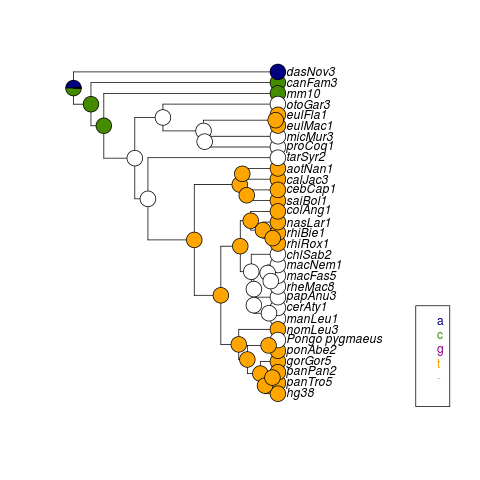 dasNov3
canFam3
mm10
otoGar3
eulFla1
eulMac1
micMur3
proCoq1
tarSyr2
aotNan1
calJac3
cebCap1
saiBol1
colAng1
nasLar1
rhiBie1
rhiRox1
chlSab2
macNem1
macFas5
rheMac8
papAnu3
cerAty1
manLeu1
nomLeu3
Pongo pygmaeus
ponAbe2
gorGor5
panPan2
panTro5
hg38
a
c
g
t
-